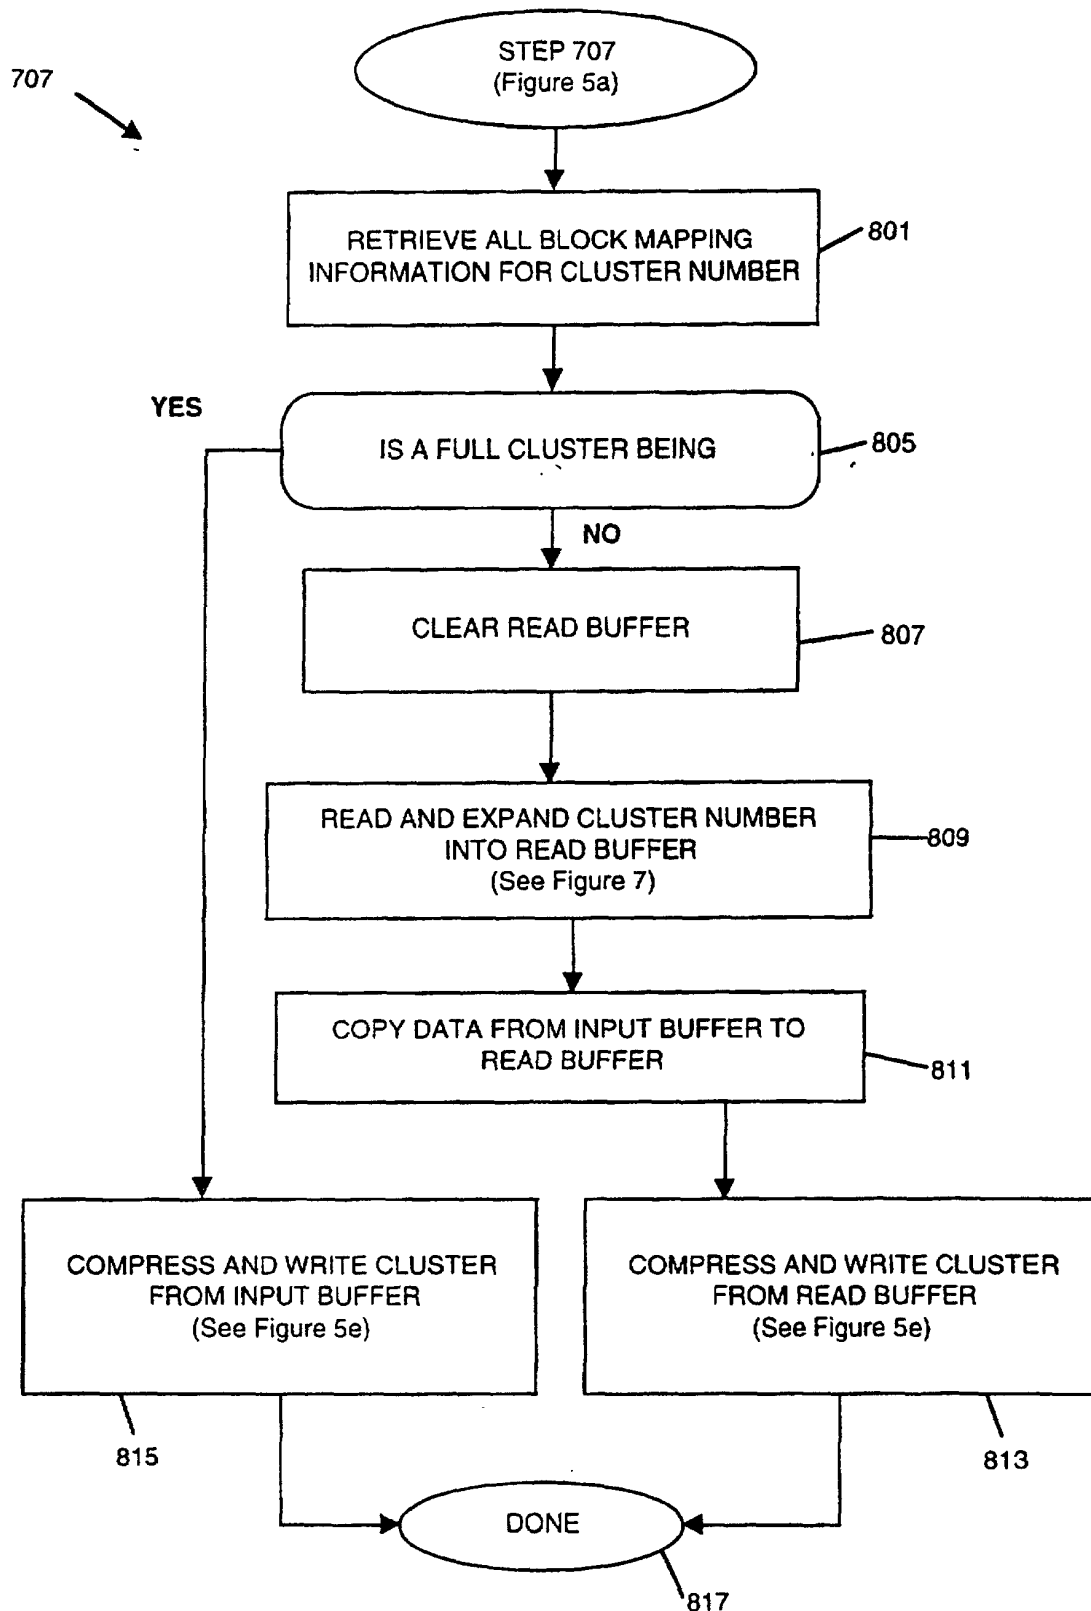 STEP 707
(Figure 5a)
707
RETRIEVE ALL BLOCK MAPPING
INFORMATION FOR CLUSTER NUMBER
801
YES
IS A FULL CLUSTER BEING
805
NO
CLEAR READ BUFFER
807
READ AND EXPAND CLUSTER NUMBER
INTO READ BUFFER
(See Figure 7)
809
COPY DATA FROM INPUT BUFFER TO
READ BUFFER
811
COMPRESS AND WRITE CLUSTER
FROM INPUT BUFFER
(See Figure 5e)
815
COMPRESS AND WRITE CLUSTER
FROM READ BUFFER
(See Figure 5e)
813
DONE
817